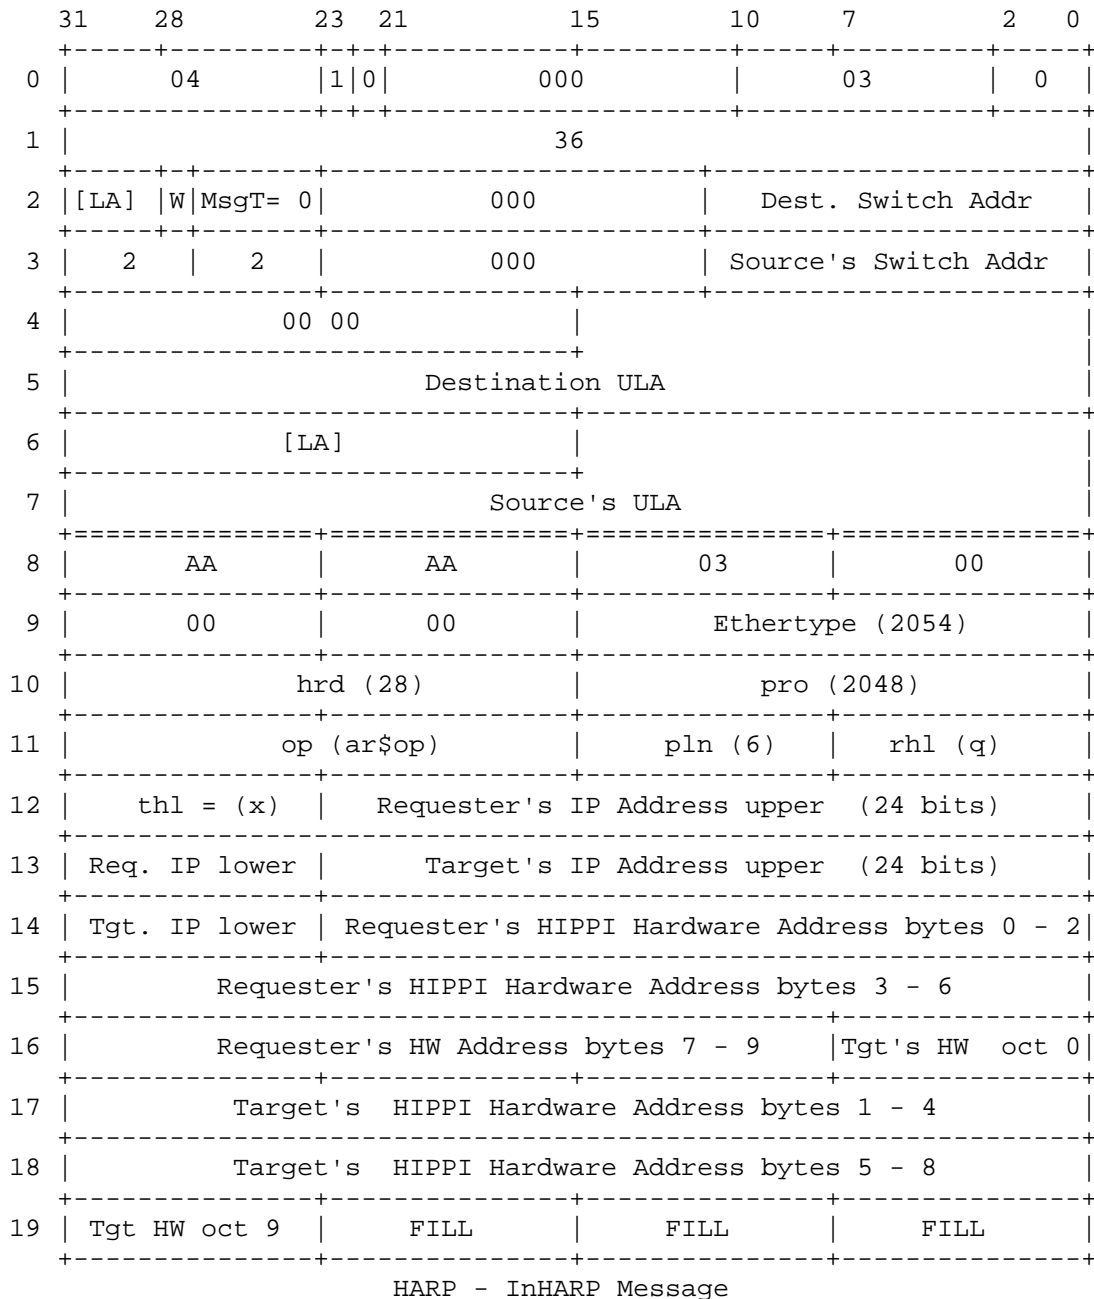 31    28         23  21           15         10      7         2    0
+-----+---------+-+-+-----------+---------+-----+---------+-----+
0 |      04       |1|0|         000         |      03       |  0  |
+---------------+-+-+---------------------+---------------+-----+
1 |                              36                               |
+-----+-+-------+-----------------------+-----------------------+
2 |[LA] |W|MsgT= 0|          000          |   Dest. Switch Addr   |
+-----+-+-------+-----------------------+-----------------------+
3 |   2   |   2   |          000          | Source's Switch Addr  |
+---------------+---------------+-------+-----------------------+
4 |             00 00             |                               |
+-------------------------------+                               |
5 |                      Destination ULA                          |
+-------------------------------+-------------------------------+
6 |             [LA]              |                               |
+-------------------------------+                               |
7 |                          Source's ULA                         |
+===============+===============+===============+===============+
8 |       AA      |      AA       |       03      |       00      |
+---------------+---------------+---------------+---------------+
9 |       00      |      00       |        Ethertype (2054)       |
+---------------+---------------+-------------------------------+
10 |              hrd (28)         |           pro (2048)          |
+---------------+---------------+---------------+---------------+
11 |             op (ar$op)        |     pln (6)   |   rhl (q)     |
+---------------+---------------+---------------+---------------+
12 |    thl = (x)  |   Requester's IP Address upper  (24 bits)     |
+---------------------------------------------------------------+
13 | Req. IP lower |      Target's IP Address upper  (24 bits)     |
+---------------+-----------------------------------------------+
14 | Tgt. IP lower | Requester's HIPPI Hardware Address bytes 0 - 2|
+---------------+-----------------------------------------------+
15 |         Requester's HIPPI Hardware Address bytes 3 - 6        |
+-----------------------------------------------+---------------+
16 |         Requester's HW Address bytes 7 - 9    |Tgt's HW  oct 0|
+---------------+---------------+---------------+---------------+
17 |          Target's  HIPPI Hardware Address bytes 1 - 4         |
+---------------------------------------------------------------+
18 |          Target's  HIPPI Hardware Address bytes 5 - 8         |
+---------------+---------------+---------------+---------------+
19 | Tgt HW oct 9  |     FILL      |     FILL      |     FILL      |
+---------------+---------------+---------------+---------------+
HARP - InHARP Message